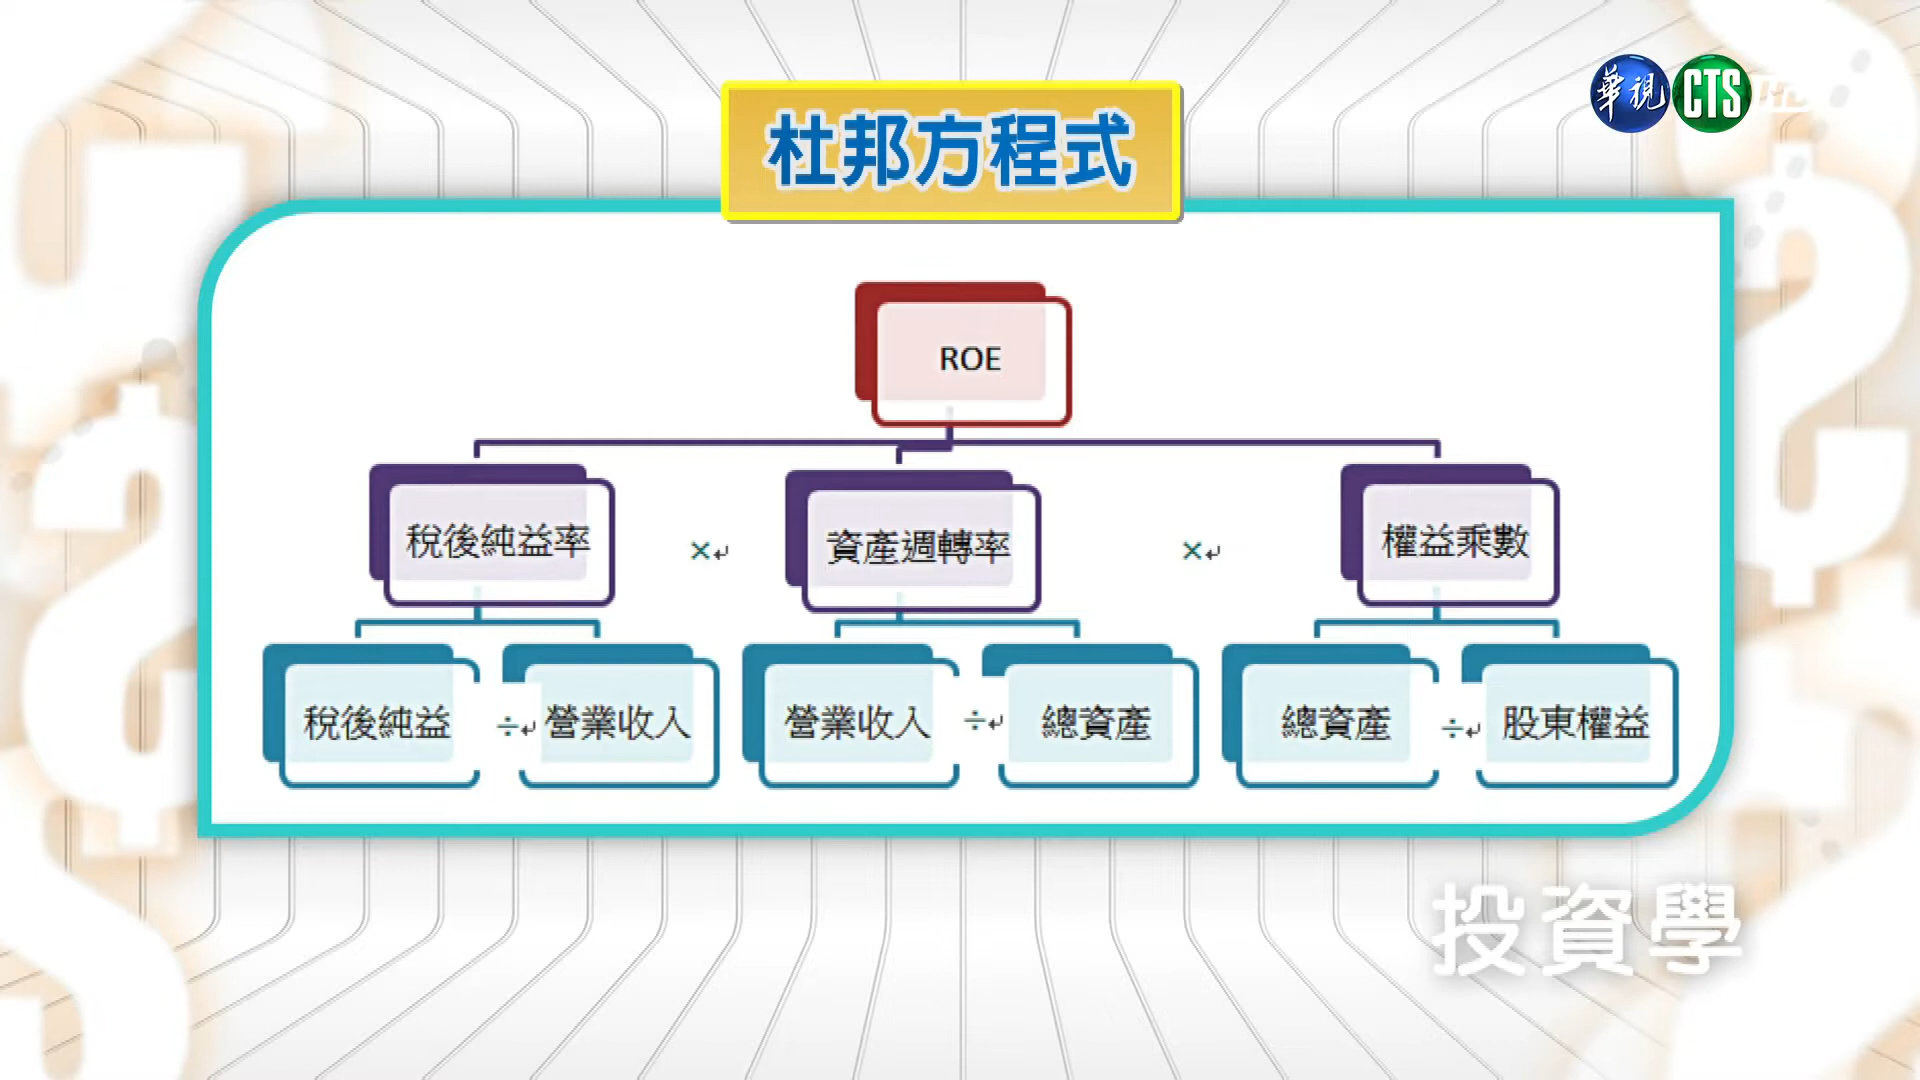 華視 CTS HD
杜邦方程式
ROE
稅後純益率 × 資產週轉率 × 權益乘數
稅後純益 ÷ 營業收入 營業收入 ÷ 總資產 總資產 ÷ 股東權益
投資學